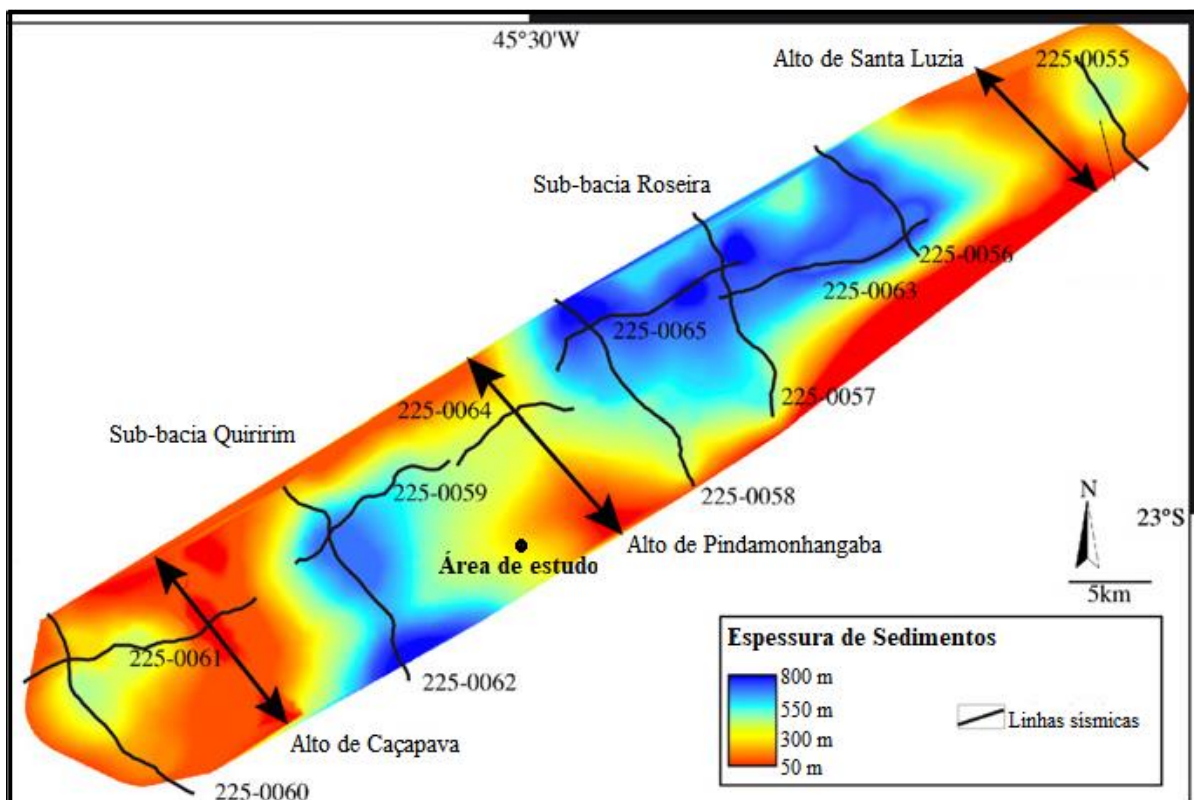 45°30'W
Alto de Santa Luzia
225-0055
Sub-bacia Roseira
225-0056
225-0063
225-0065
225-0057
225-0064
Sub-bacia Quiririm
225-0059
225-0058
N
23°S
Alto de Pindamonhangaba
Área de estudo
5km
Espessura de Sedimentos
800 m
550 m
300 m
50 m
Linhas sísmicas
225-0061
225-0062
Alto de Caçapava
225-0060